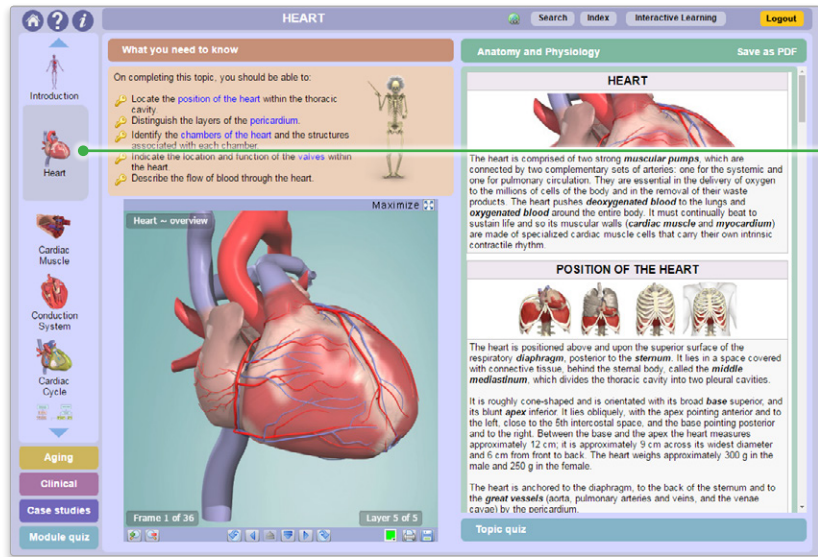 HEART
Search
Index
Interactive Learning
Logout
Introduction
Heart
Cardiac
Muscle
Conduction
System
Cardiac
Cycle
Aging
Clinical
Case studies
Module quiz
What you need to know
On completing this topic, you should be able to:
Locate the position of the heart within the thoracic
cavity.
Distinguish the layers of the pericardium.
Identify the chambers of the heart and the structures
associated with each chamber.
Indicate the location and function of the valves within
the heart.
Describe the flow of blood through the heart.
Maximize
Heart – overview
Frame 1 of 36
Layer 5 of 5
Anatomy and Physiology
Save as PDF
HEART
The heart is comprised of two strong muscular pumps, which are
connected by two complementary sets of arteries: one for the systemic and
one for pulmonary circulation. They are essential in the delivery of oxygen
to the millions of cells of the body and in the removal of their waste
products. The heart pushes deoxygenated blood to the lungs and
oxygenated blood around the entire body. It must continually beat to
sustain life and so its muscular walls (cardiac muscle and myocardium)
are made of specialized cardiac muscle cells that carry their own intrinsic
contractile rhythm.
POSITION OF THE HEART
The heart is positioned above and upon the superior surface of the
respiratory diaphragm, posterior to the sternum. It lies in a space covered
with connective tissue, behind the sternal body, called the middle
mediastinum, which divides the thoracic cavity into two pleural cavities.
It is roughly cone-shaped and is orientated with its broad base superior, and
its blunt apex inferior. It lies obliquely, with the apex pointing anterior and to
the left, close to the 5th intercostal space, and the base pointing posterior
and to the right. Between the base and the apex the heart measures
approximately 12 cm; it is approximately 9 cm across its widest diameter
and 6 cm from front to back. The heart weighs approximately 300 g in the
male and 250 g in the female.
The heart is anchored to the diaphragm, to the back of the sternum and to
the great vessels (aorta, pulmonary arteries and veins, and the venae
cavae) by the pericardium.
Topic quiz